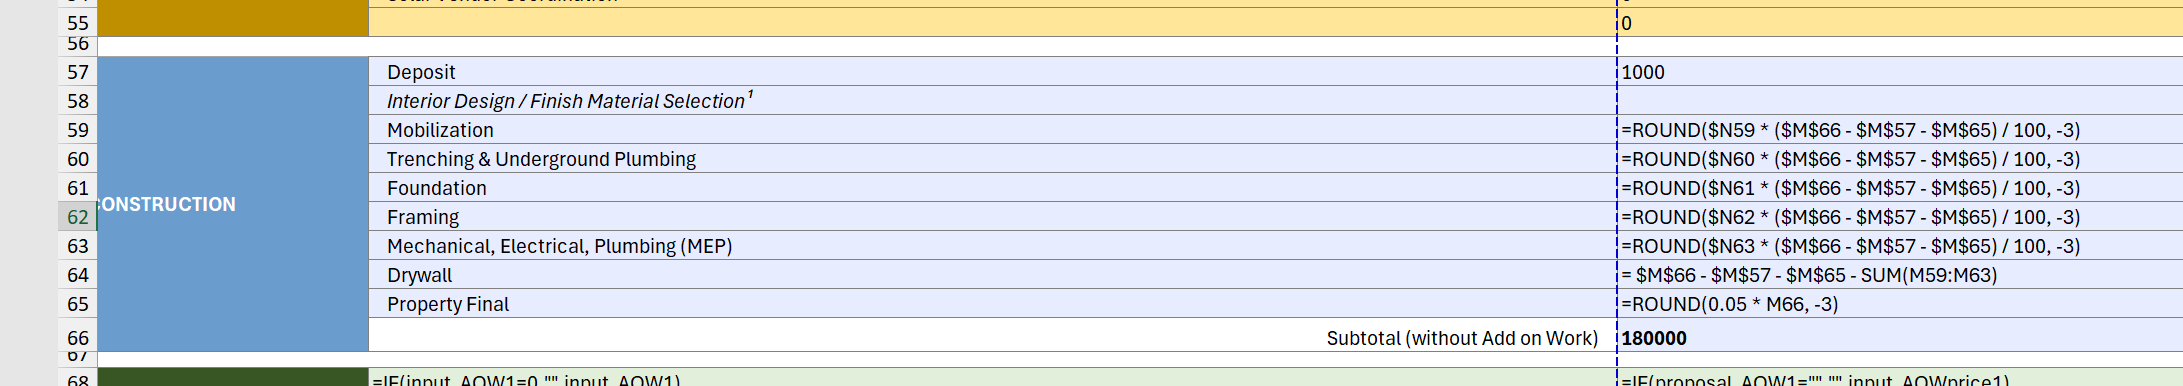 55 0
56
57 Deposit 1000
58 Interior Design / Finish Material Selection¹
59 Mobilization =ROUND($N59 * ($M$66 - $M$57 - $M$65) / 100, -3)
60 Trenching & Underground Plumbing =ROUND($N60 * ($M$66 - $M$57 - $M$65) / 100, -3)
61 Foundation =ROUND($N61 * ($M$66 - $M$57 - $M$65) / 100, -3)
CONSTRUCTION
62 Framing =ROUND($N62 * ($M$66 - $M$57 - $M$65) / 100, -3)
63 Mechanical, Electrical, Plumbing (MEP) =ROUND($N63 * ($M$66 - $M$57 - $M$65) / 100, -3)
64 Drywall = $M$66 - $M$57 - $M$65 - SUM(M59:M63)
65 Property Final =ROUND(0.05 * M66, -3)
66 Subtotal (without Add on Work) 180000
67
68 =IF(input_AOW1=0,"",input_AOW1) =IF(proposal_AOW1="","",input_AOWprice1)